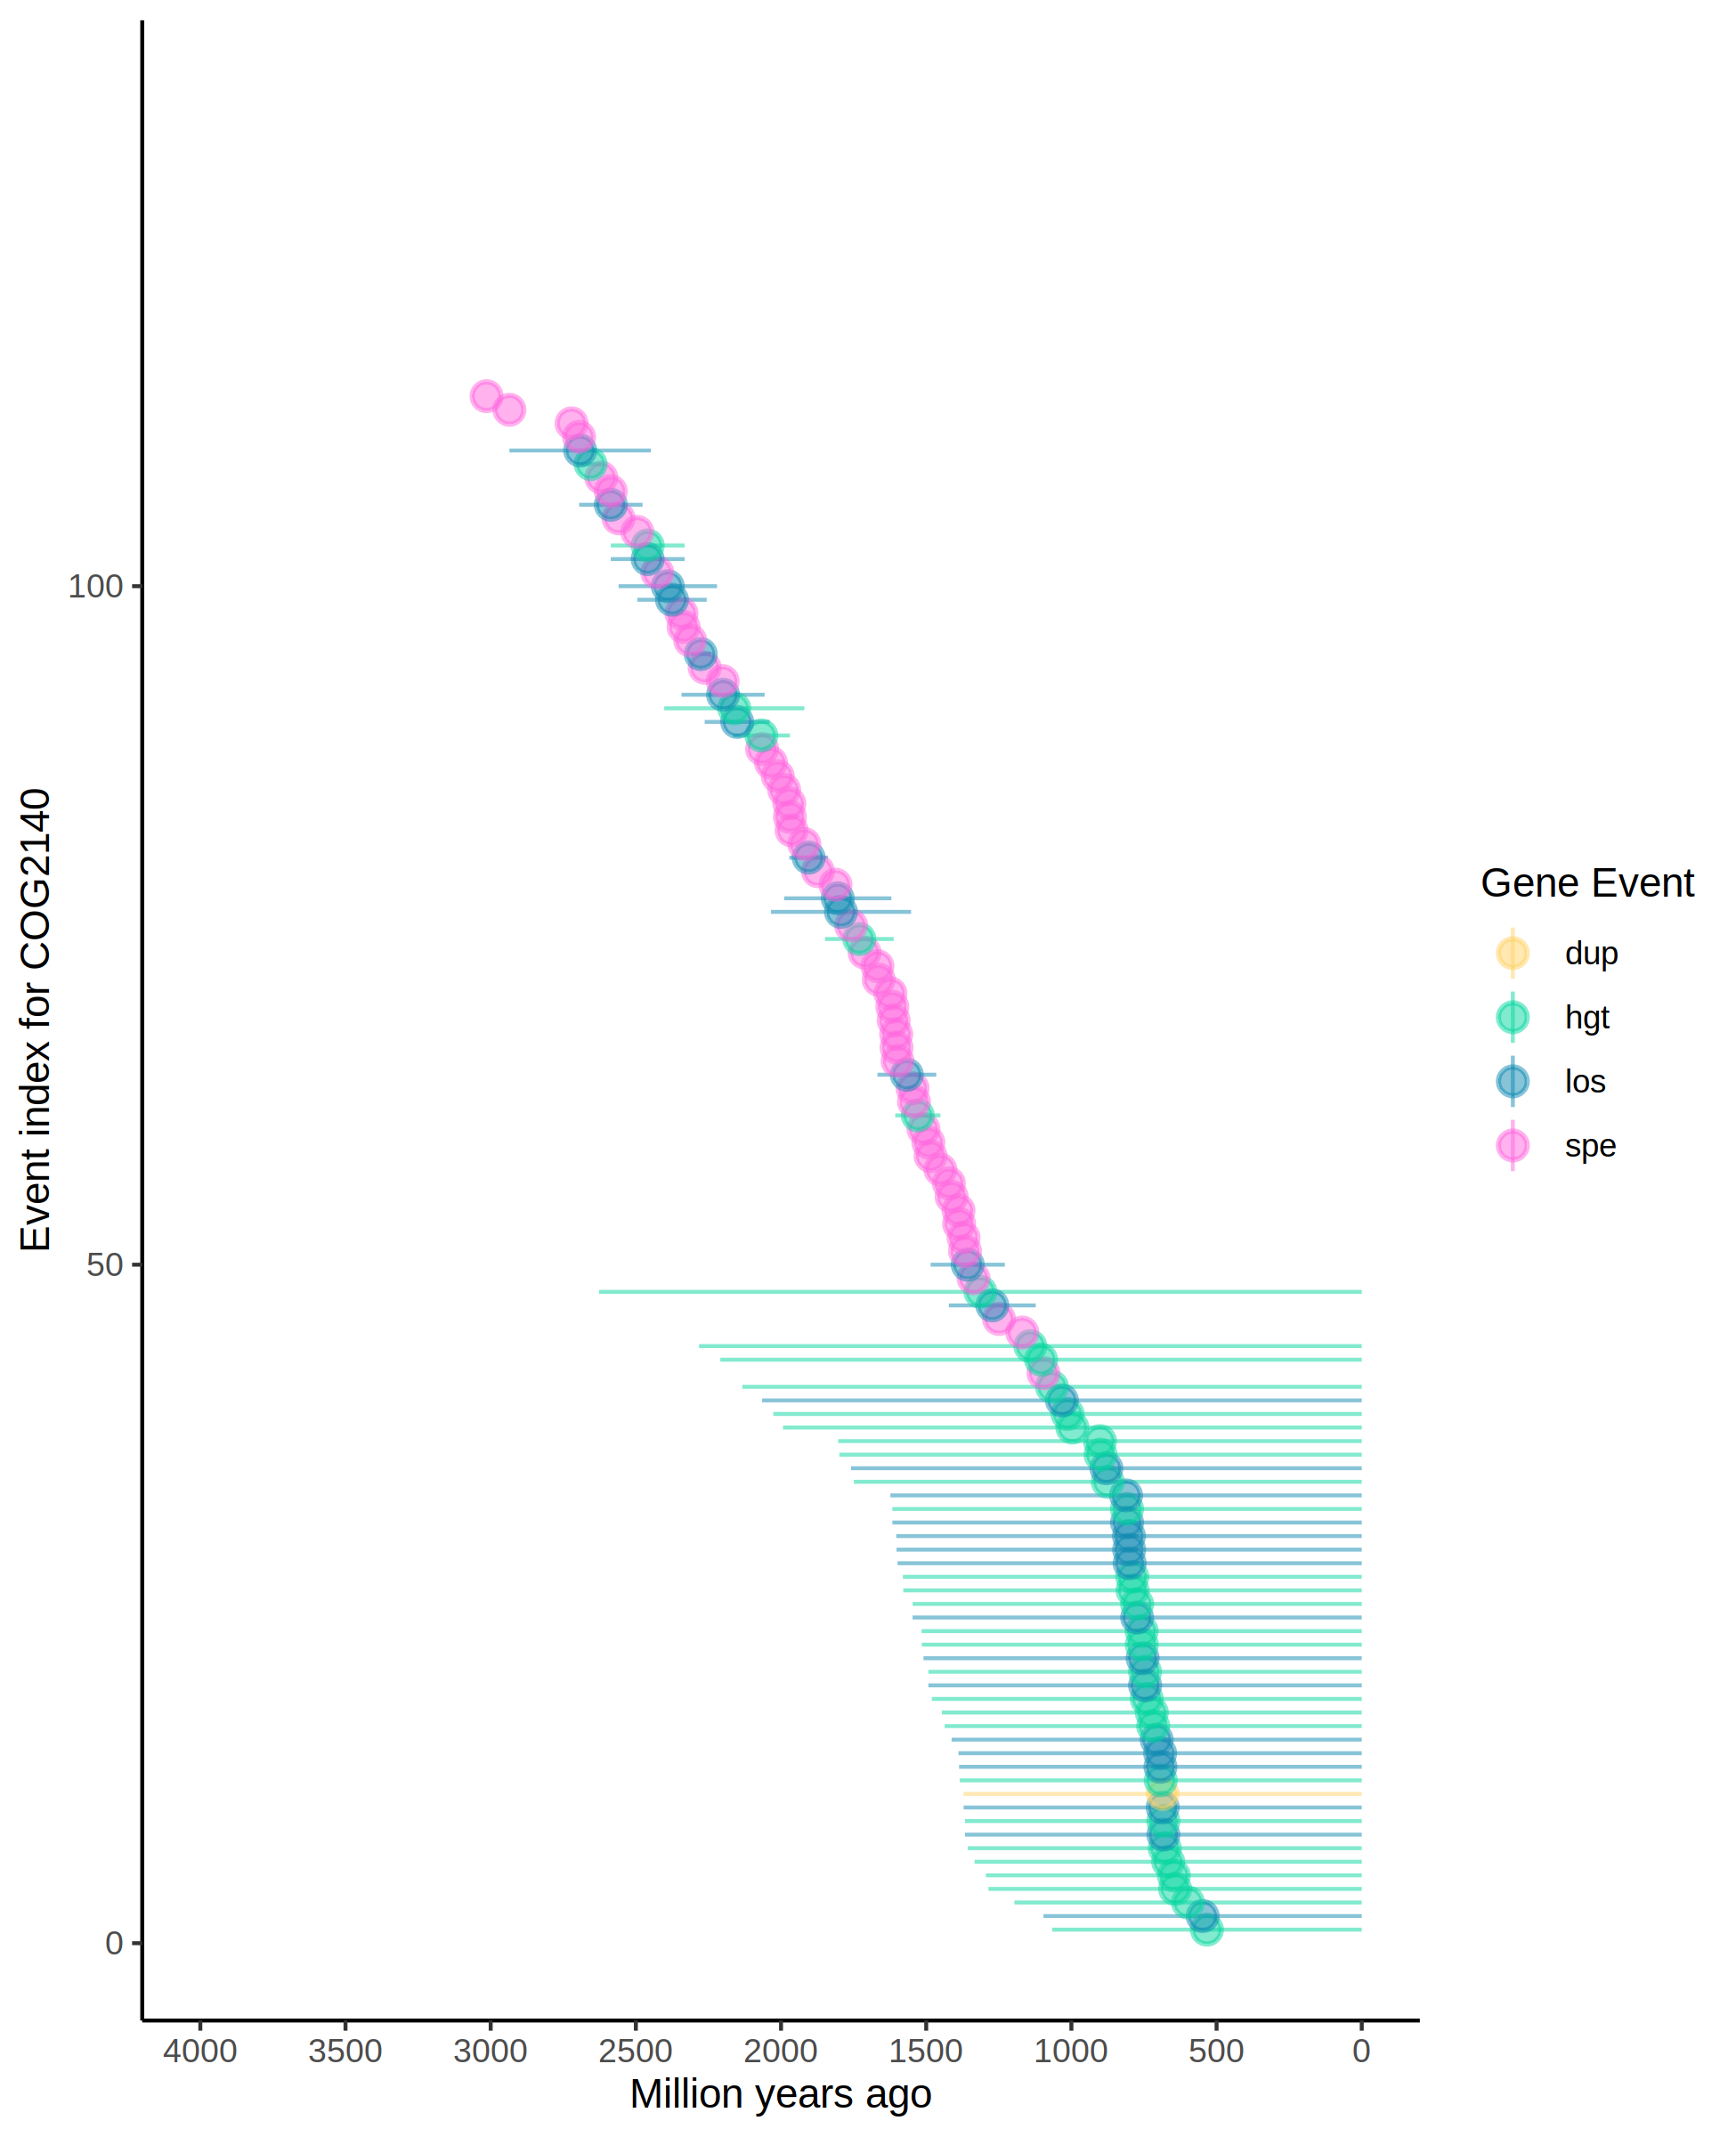 Event index for COG2140
100
50
0
4000 3500 3000 2500 2000 1500 1000 500 0
Million years ago
Gene Event
dup
hgt
los
spe